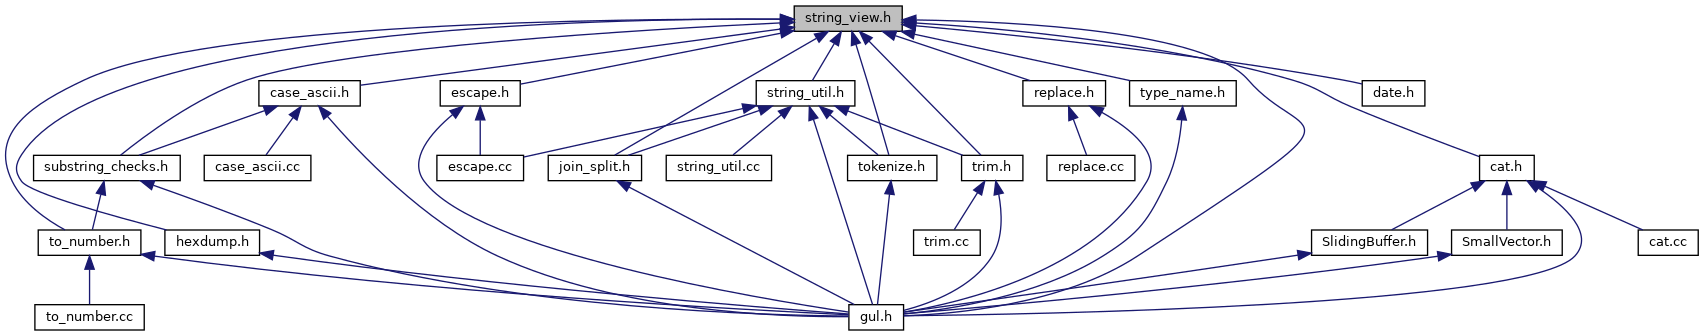 string_view.h
case_ascii.h
escape.h
string_util.h
replace.h
type_name.h
date.h
substring_checks.h
case_ascii.cc
escape.cc
join_split.h
string_util.cc
tokenize.h
trim.h
replace.cc
cat.h
to_number.h
hexdump.h
trim.cc
SlidingBuffer.h
SmallVector.h
cat.cc
to_number.cc
gul.h